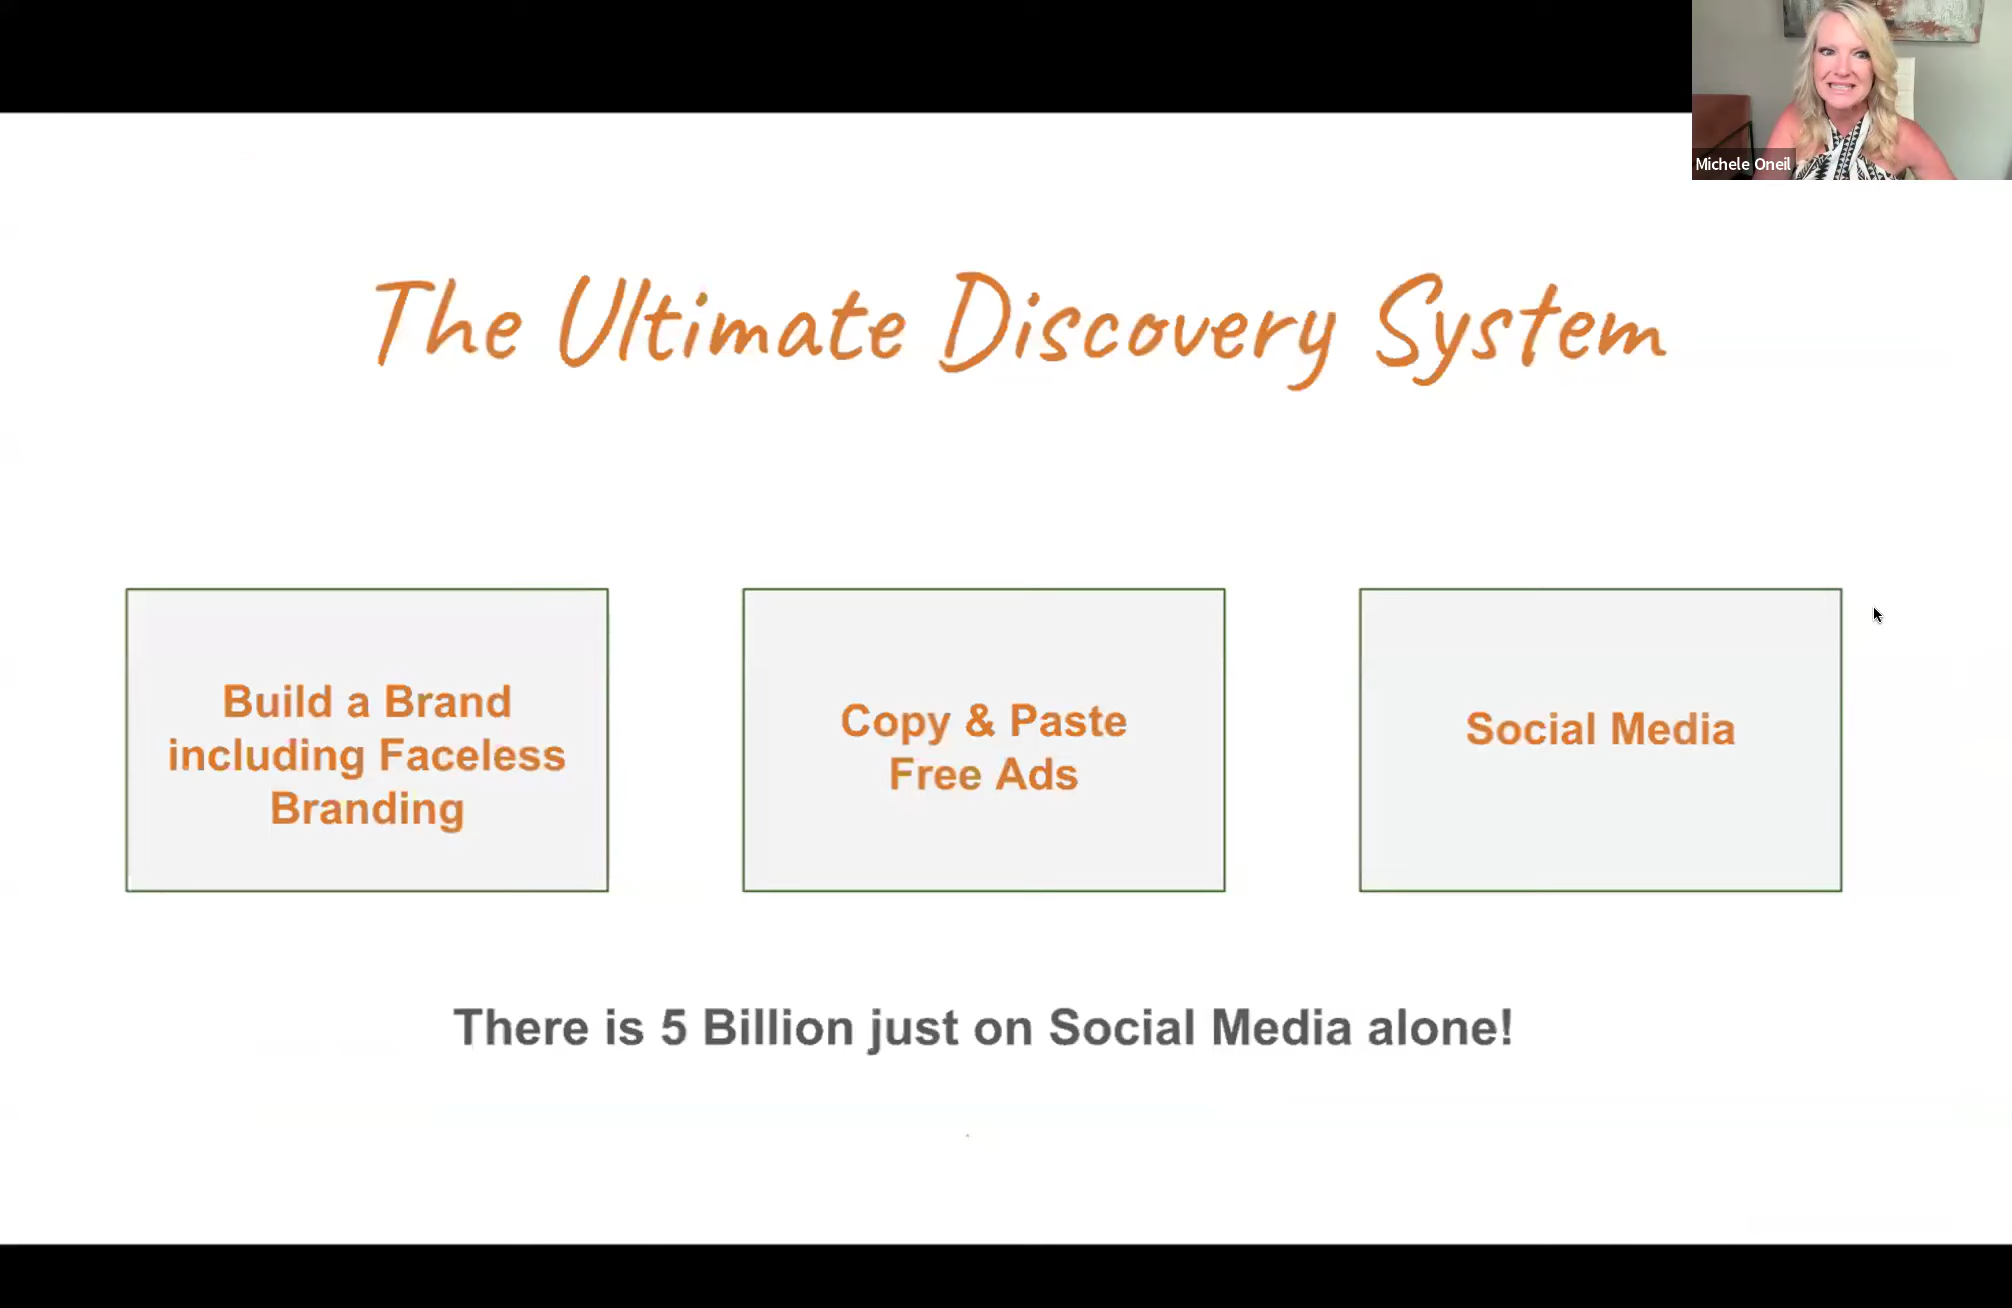 Michele Oneil
The Ultimate Discovery System
Build a Brand
including Faceless
Branding
Copy & Paste
Free Ads
Social Media
There is 5 Billion just on Social Media alone!